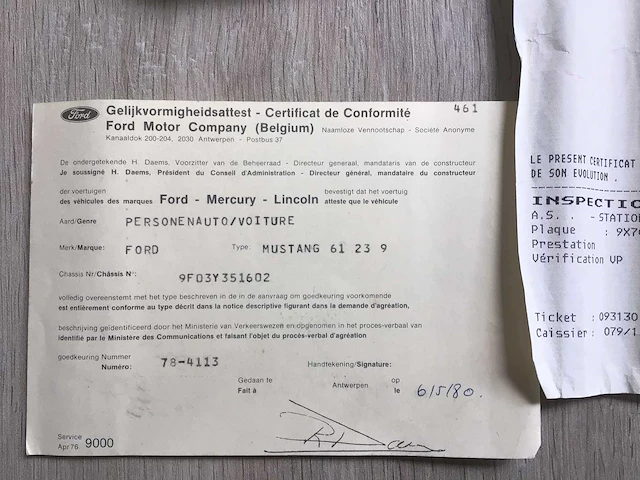 Ford
Gelijkvormigheidsattest - Certificat de Conformité
461
Ford Motor Company (Belgium) Naamloze Vennootschap - Société Anonyme
Kanaaldok 200-204, 2030 Antwerpen - Postbus 37
De ondergetekende H. Daems, Voorzitter van de Beheerraad - Directeur generaal, mandataris van de constructeur
Je soussigné H. Daems, Président du Conseil d'Administration - Directeur général, mandataire du constructeur
der voertuigen
des véhicules des marques Ford - Mercury - Lincoln
bevestigt dat het voertuig
atteste que le véhicule
Aard/Genre PERSONENAUTO/VOITURE
Merk/Marque: FORD Type: MUSTANG 61 23 9
Chassis Nr/Châssis N°: 9F03Y351602
volledig overeenstemt met het type beschreven in de in de aanvraag om goedkeuring voorkomende
est entièrement conforme au type décrit dans la notice descriptive figurant dans la demande d'agréation,
beschrijving geïdentificeerd door het Ministerie van Verkeerswezen en opgenomen in het proces-verbaal van
identifié par le Ministère des Communications et faisant l'objet du procès-verbal d'agréation
goedkeuring Nummer
Numéro: 78-4113
Handtekening/Signature:
Gedaan te
Fait à
Antwerpen
op
le
6/5/80.
Service
Apr 76 9000
LE PRESENT CERTIFICAT
DE SON EVOLUTION.
INSPECTIO
A.S. . -STATIO
Plaque : 9X7
Prestation
Vérification VP
Ticket : 093130
Caissier: 079/1